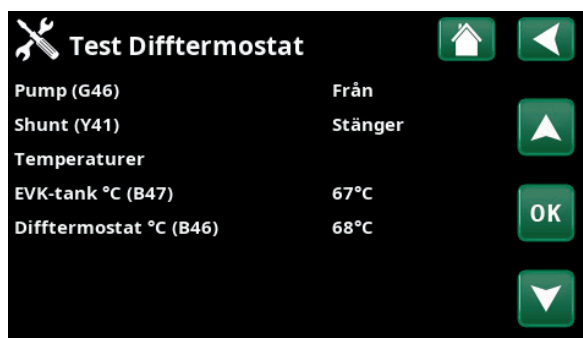 Test Difftermostat
Pump (G46) Från
Shunt (Y41) Stänger
Temperaturer
EVK-tank °C (B47) 67°C
Difftermostat °C (B46) 68°C
OK